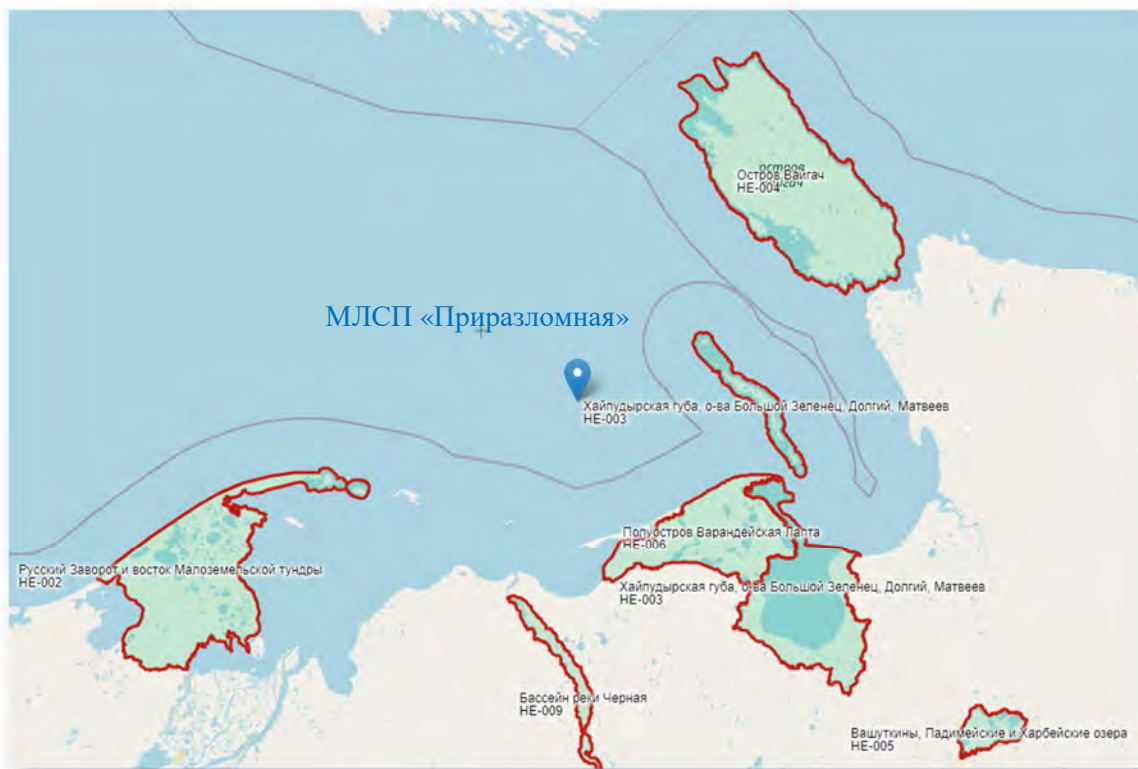 остров
Вайгач
Остров Вайгач
НЕ-004
МЛСП «Приразломная»
Хайпудырская губа, о-ва Большой Зеленец, Долгий, Матвеев
НЕ-003
Полуостров Варандейская Лапта
НЕ-006
Русский Заворот и восток Малоземельской тундры
НЕ-002
Хайпудырская губа, о-ва Большой Зеленец, Долгий, Матвеев
НЕ-003
Бассейн реки Черная
НЕ-009
Вашуткины, Падимейские и Харбейские озера
НЕ-005